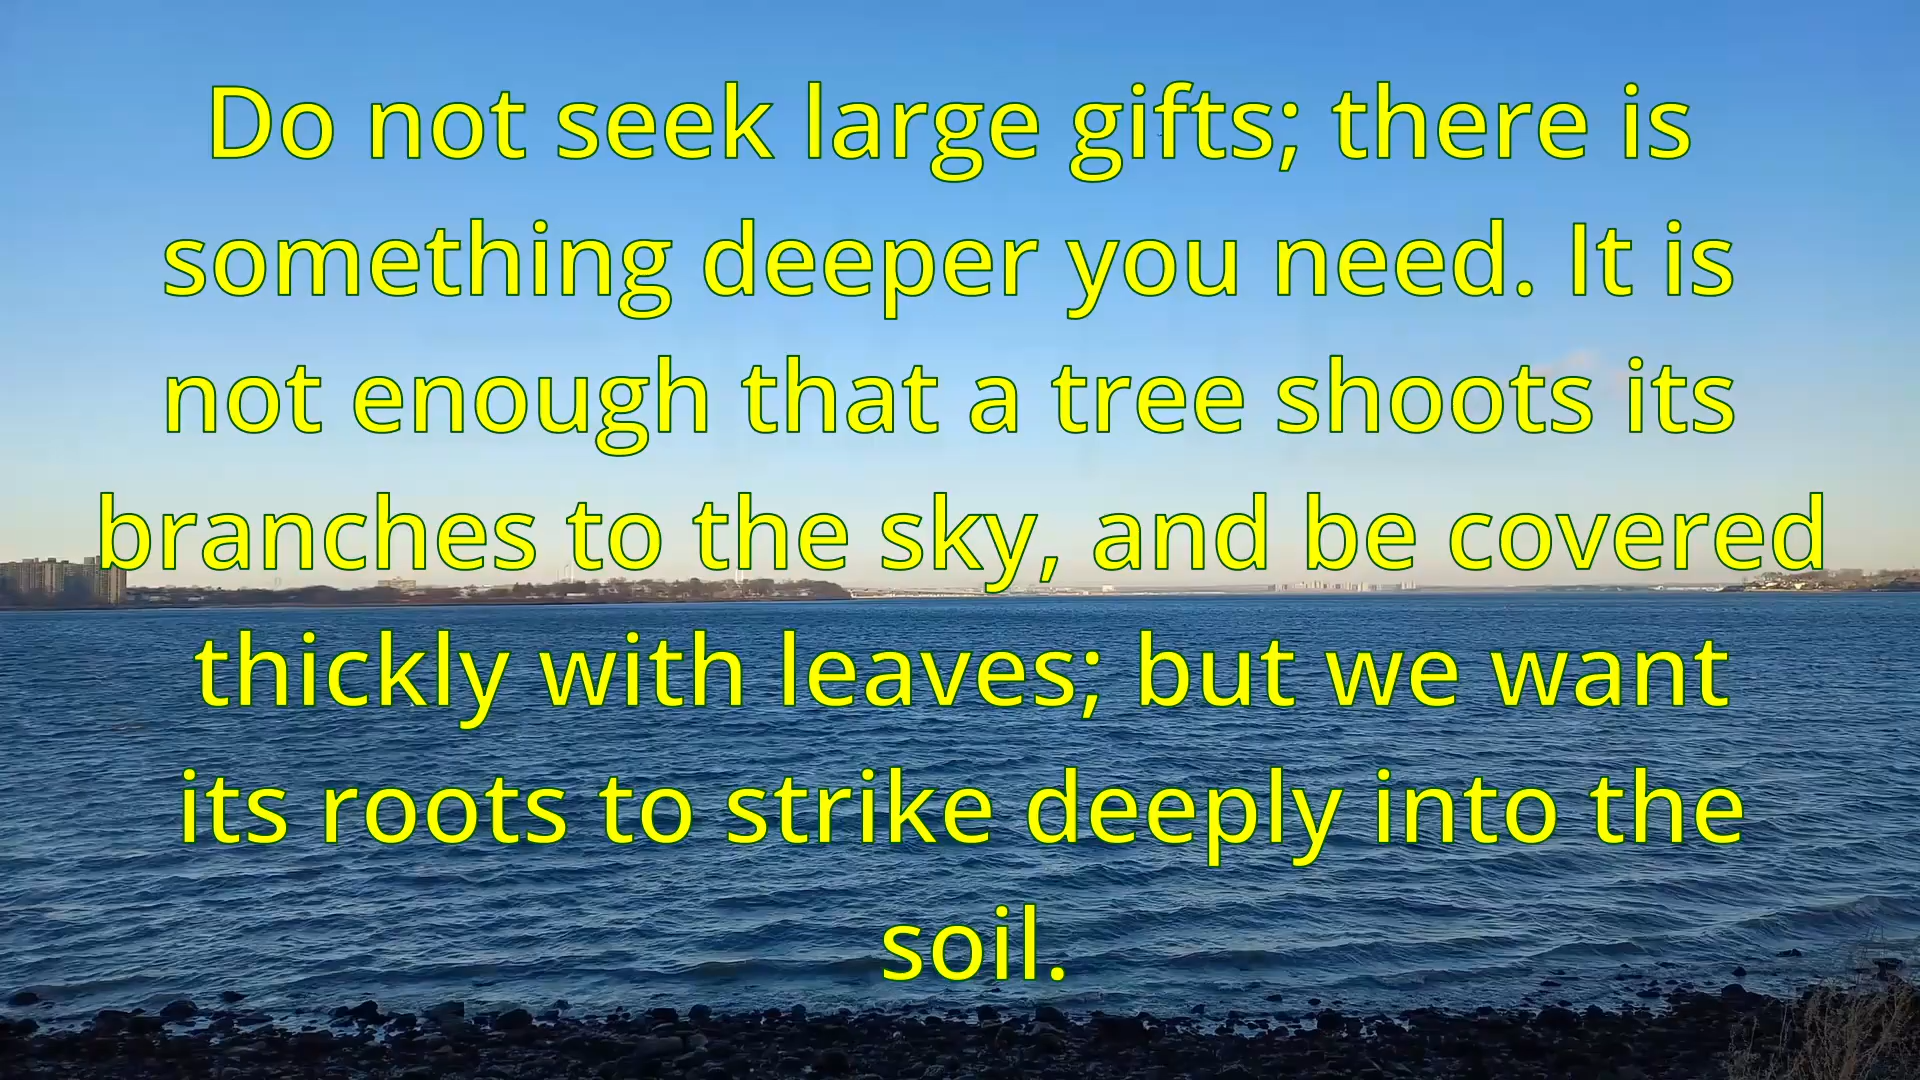 Do not seek large gifts; there is
something deeper you need. It is
not enough that a tree shoots its
branches to the sky, and be covered
thickly with leaves; but we want
its roots to strike deeply into the
soil.